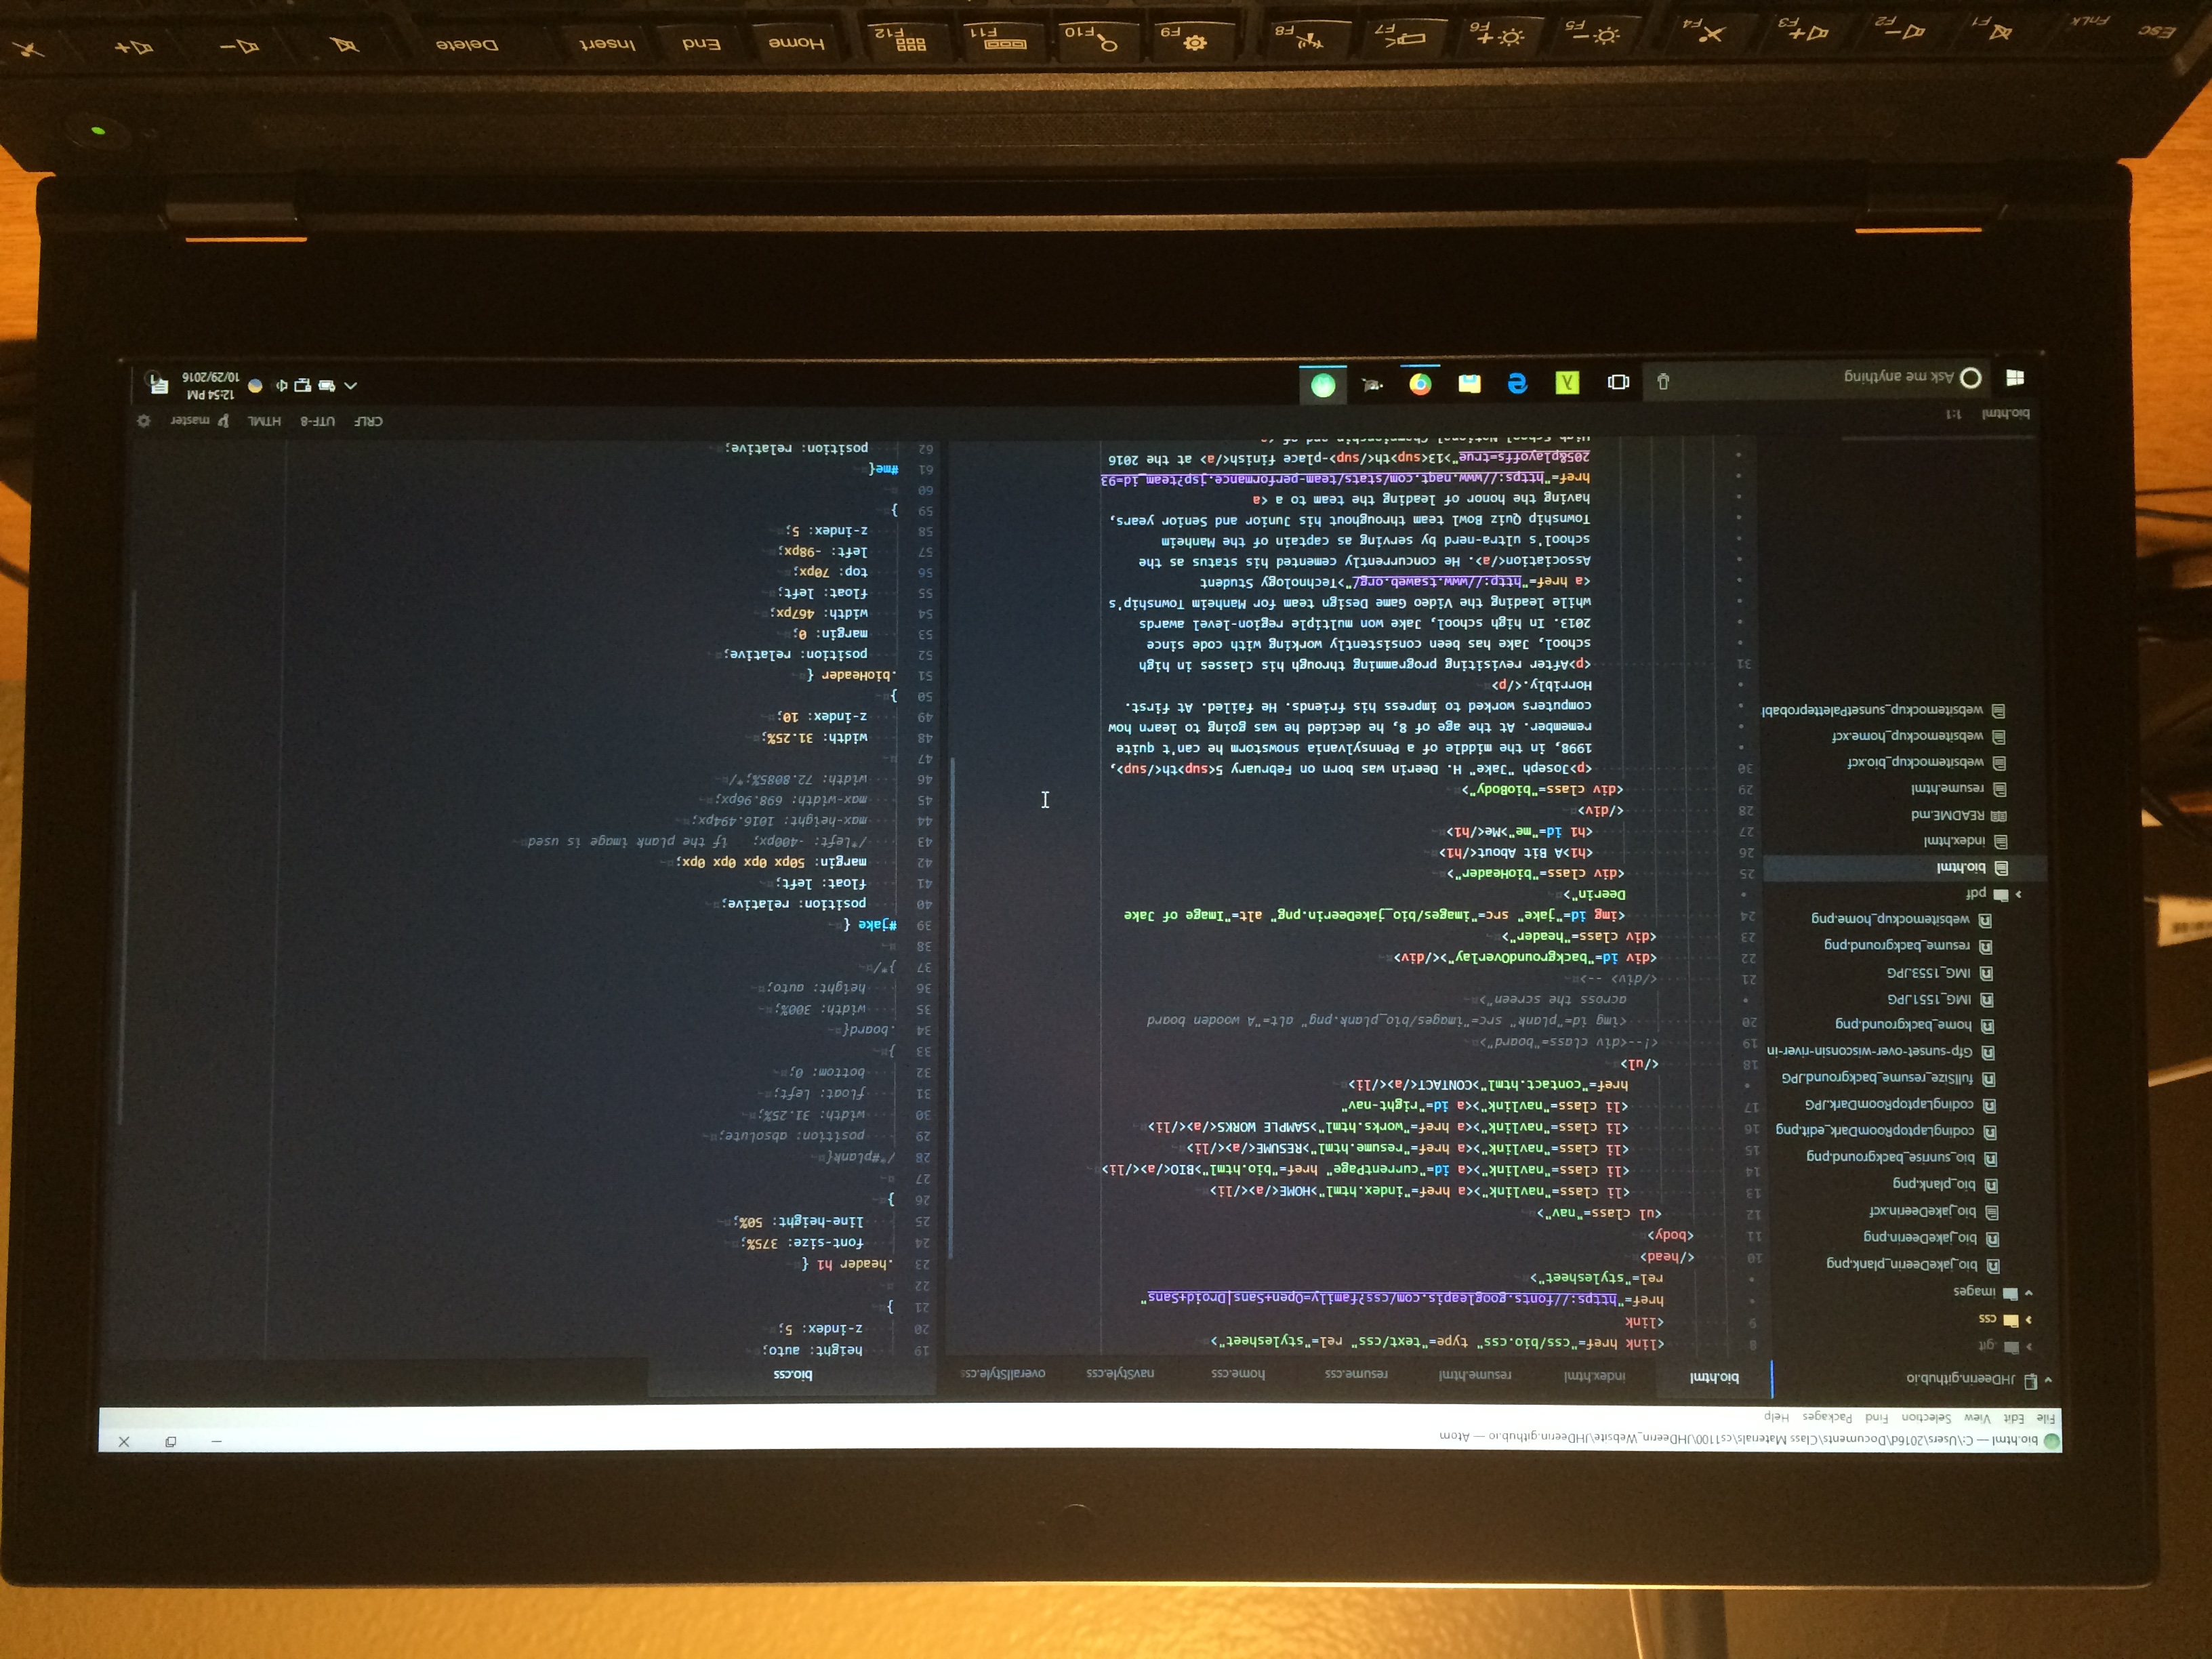 bio.html — C:\Users\2016d\Documents\Class Materials\cs1100\JHDeerin_Website\JHDeerin.github.io — Atom
File Edit View Selection Find Packages Help
JHDeerin.github.io
.git
css
images
bio_jakeDeerin_plank.png
bio_jakeDeerin.png
bio_jakeDeerin.xcf
bio_plank.png
bio_sunrise_background.png
codingLaptopRoomDark_edit.png
codingLaptopRoomDark.JPG
fullSize_resume_background.JPG
Gfp-sunset-over-wisconsin-river-in
home_background.png
IMG_1551.JPG
IMG_1553.JPG
resume_background.png
websitemockup_home.png
pdf
bio.html
index.html
README.md
resume.html
websitemockup_bio.xcf
websitemockup_home.xcf
websitemockup_sunsetPaletteprobabl
bio.html index.html resume.html resume.css home.css navStyle.css overallStyle.css
8 <link href="css/bio.css" type="text/css" rel="stylesheet">
9 <link
href="https://fonts.googleapis.com/css?family=Open+Sans|Droid+Sans"
rel="stylesheet">
10 </head>
11 <body>
12 <ul class="nav">
13 <li class="navlink"><a href="index.html">HOME</a></li>
14 <li class="navlink"><a id="currentPage" href="bio.html">BIO</a></li>
15 <li class="navlink"><a href="resume.html">RESUME</a></li>
16 <li class="navlink"><a href="works.html">SAMPLE WORKS</a></li>
17 <li class="navlink"><a id="right-nav"
href="contact.html">CONTACT</a></li>
18 </ul>
19 <!--<div class="board">
20 <img id="plank" src="images/bio_plank.png" alt="A wooden board
across the screen">
21 </div> -->
22 <div id="backgroundOverlay"></div>
23 <div class="header">
24 <img id="jake" src="images/bio_jakeDeerin.png" alt="Image of Jake
Deerin">
25 <div class="bioHeader">
26 <h1>A Bit About</h1>
27 <h1 id="me">Me</h1>
28 </div>
29 <div class="bioBody">
30 <p>Joseph "Jake" H. Deerin was born on February 5<sup>th</sup>,
1998, in the middle of a Pennsylvania snowstorm he can't quite
remember. At the age of 8, he decided he was going to learn how
computers worked to impress his friends. He failed. At first.
Horribly.</p>
31 <p>After revisiting programming through his classes in high
school, Jake has been consistently working with code since
2013. In high school, Jake won multiple region-level awards
while leading the Video Game Design team for Manheim Township's
<a href="http://www.tsaweb.org/">Technology Student
Association</a>. He concurrently cemented his status as the
school's ultra-nerd by serving as captain of the Manheim
Township Quiz Bowl team throughout his Junior and Senior years,
having the honor of leading the team to a <a
href="https://www.naqt.com/stats/team-performance.jsp?team_id=93
205&playoffs=true">13<sup>th</sup>-place finish</a> at the 2016
High School National Championship and of <a
bio.css
19 height: auto;
20 z-index: 5;
21 }
22
23 .header h1 {
24 font-size: 375%;
25 line-height: 50%;
26 }
27
28 /*#plank{
29 position: absolute;
30 width: 31.25%;
31 float: left;
32 bottom: 0;
33 }
34 .board{
35 width: 300%;
36 height: auto;
37 }*/
38
39 #jake {
40 position: relative;
41 float: left;
42 margin: 50px 0px 0px 0px;
43 /*left: -400px; if the plank image is used
44 max-height: 1016.494px;
45 max-width: 698.96px;
46 width: 72.8085%;*/
47
48 width: 31.25%;
49 z-index: 10;
50 }
51 .bioHeader {
52 position: relative;
53 margin: 0;
54 width: 467px;
55 float: left;
56 top: 70px;
57 left: -98px;
58 z-index: 5;
59 }
60
61 #me{
62 position: relative;
bio.html 1:1 CRLF UTF-8 HTML master
Ask me anything
12:54 PM
10/29/2016
1
Esc FnLk F1 F2 F3 F4 F5 F6 F7 F8 F9 F10 F11 F12 Home End Insert Delete